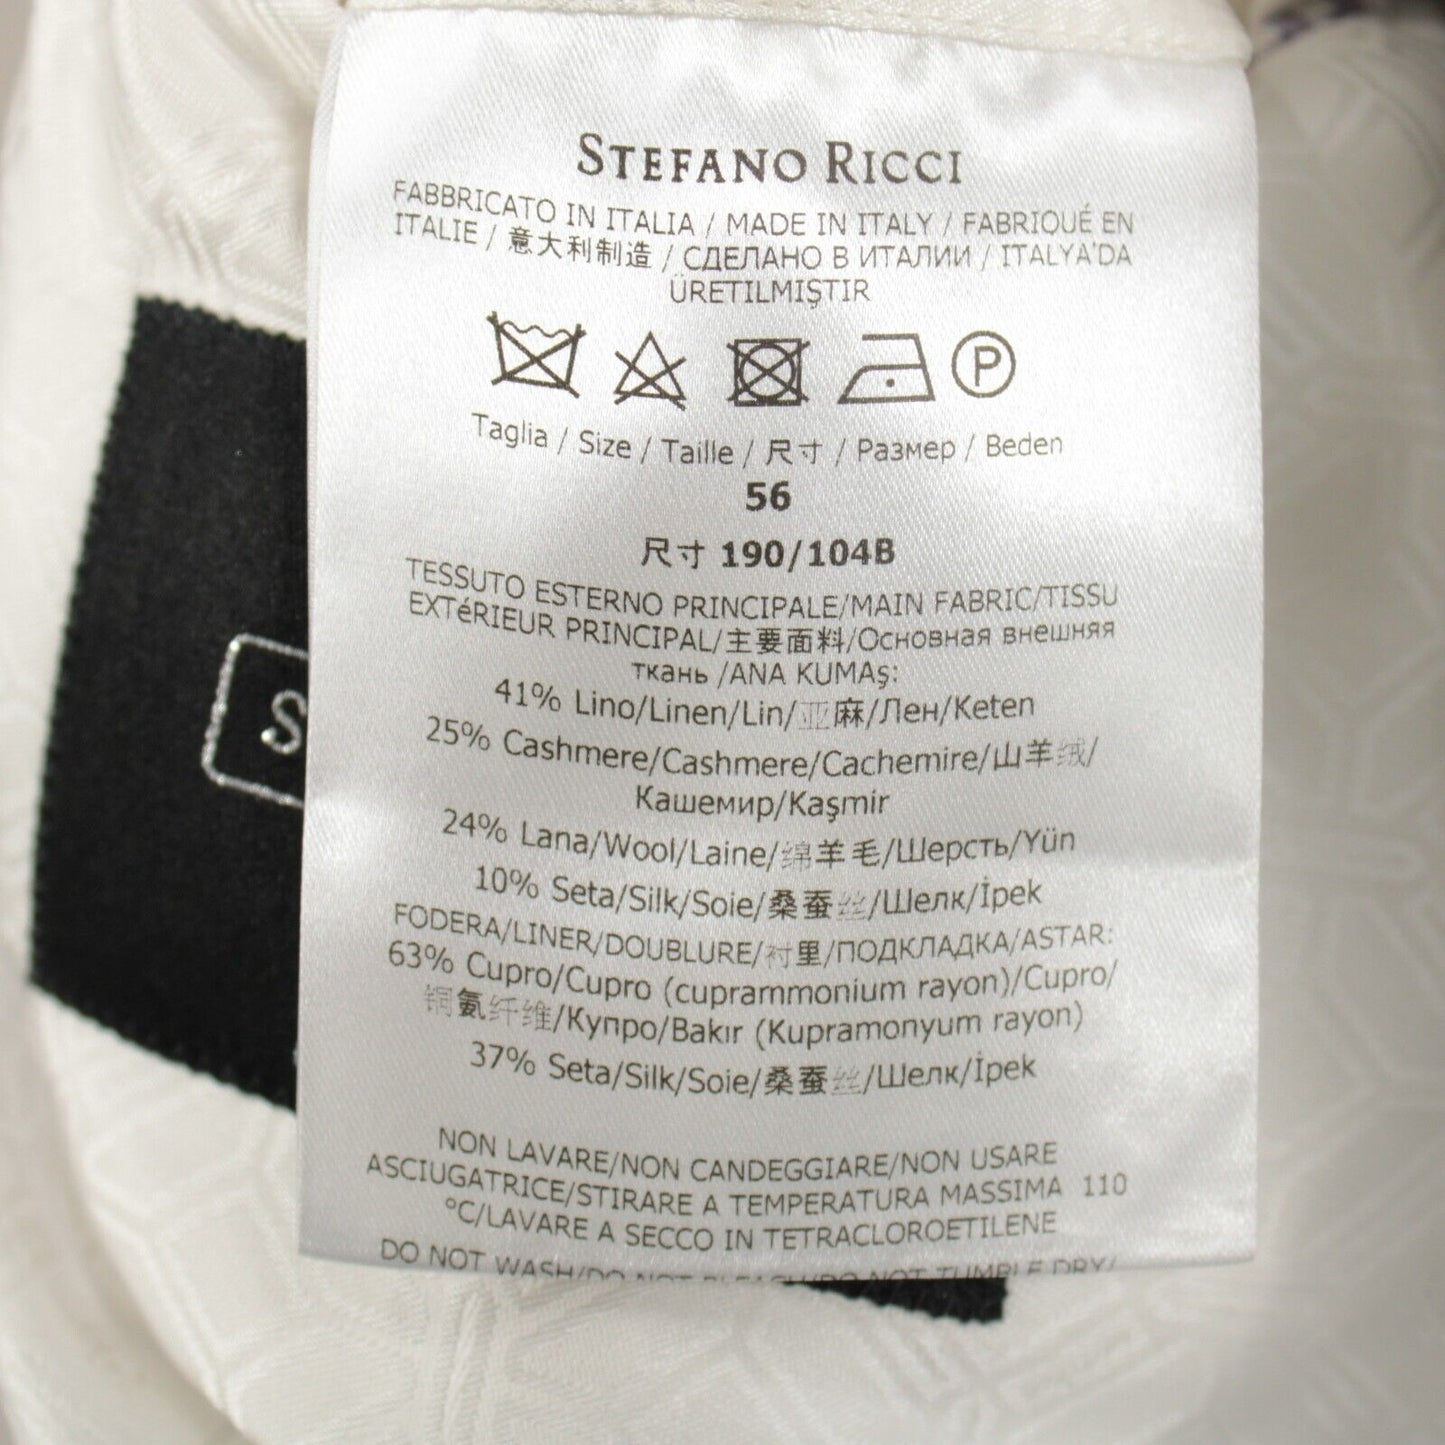 STEFANO RICCI
FABBRICATO IN ITALIA / MADE IN ITALY / FABRIQUÉ EN
ITALIE / 意大利制造 / СДЕЛАНО В ИТАЛИИ / ITALYA'DA
ÜRETILMIŞTIR
P
Taglia / Size / Taille / 尺寸 / Размер / Beden
56
尺寸 190/104B
TESSUTO ESTERNO PRINCIPALE/MAIN FABRIC/TISSU
EXTéRIEUR PRINCIPAL/主要面料/Основная внешняя
ткань /ANA KUMAş:
41% Lino/Linen/Lin/亚麻/Лен/Keten
25% Cashmere/Cashmere/Cachemire/山羊绒/
Кашемир/Kaşmir
24% Lana/Wool/Laine/绵羊毛/Шерсть/Yün
10% Seta/Silk/Soie/桑蚕丝/Шелк/İpek
FODERA/LINER/DOUBLURE/衬里/ПОДКЛАДКА/ASTAR:
63% Cupro/Cupro (cuprammonium rayon)/Cupro/
铜氨纤维/Купро/Bakır (Kupramonyum rayon)
37% Seta/Silk/Soie/桑蚕丝/Шелк/İpek
NON LAVARE/NON CANDEGGIARE/NON USARE
ASCIUGATRICE/STIRARE A TEMPERATURA MASSIMA 110
°C/LAVARE A SECCO IN TETRACLOROETILENE
DO NOT WASH/DO NOT BLEACH/DO NOT TUMBLE DRY/
S